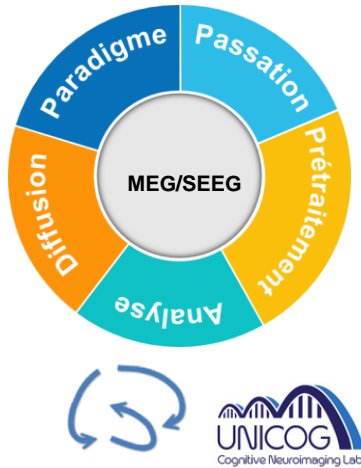 Paradigme
Passation
Prétraitement
Analyse
Diffusion
MEG/SEEG
UNICOG
Cognitive Neuroimaging Lab